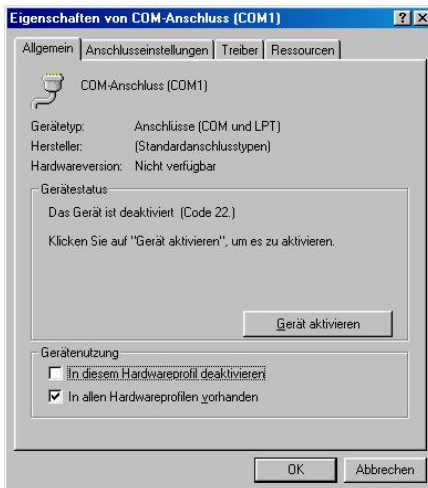 Eigenschaften von COM-Anschluss (COM1)
Allgemein Anschlusseinstellungen Treiber Ressourcen
COM-Anschluss (COM1)
Gerätetyp: Anschlüsse (COM und LPT)
Hersteller: (Standardanschlusstypen)
Hardwareversion: Nicht verfügbar
Gerätestatus
Das Gerät ist deaktiviert (Code 22.)
Klicken Sie auf "Gerät aktivieren", um es zu aktivieren.
Gerät aktivieren
Gerätenutzung
In diesem Hardwareprofil deaktivieren
In allen Hardwareprofilen vorhanden
OK Abbrechen